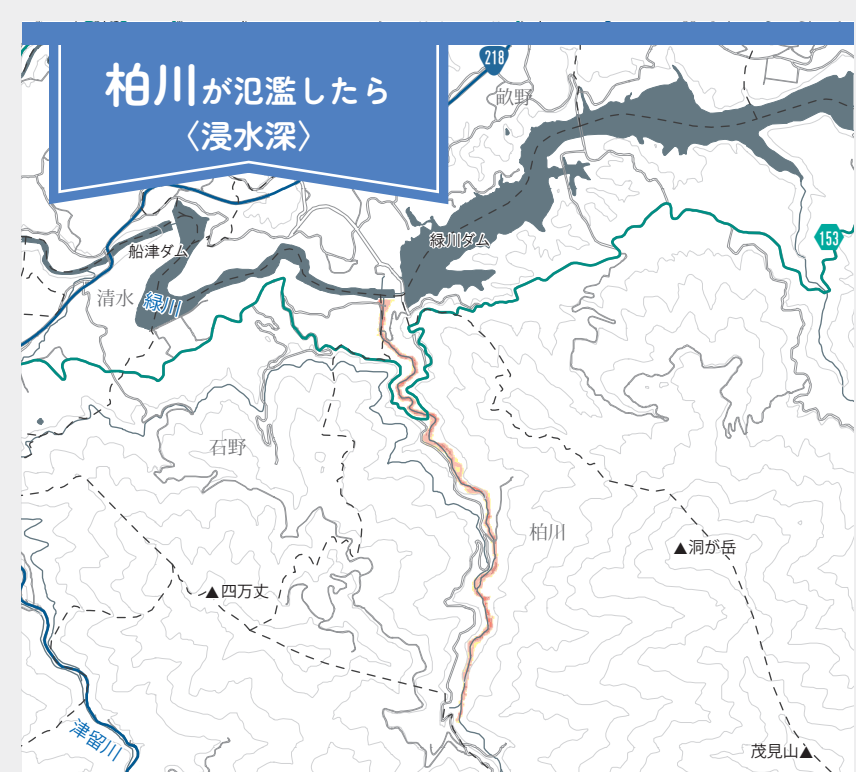 柏川が氾濫したら
〈浸水深〉
218
畝野
緑川ダム
153
船津ダム
清水
緑川
石野
柏川
▲洞が岳
▲四万丈
津留川
茂見山▲